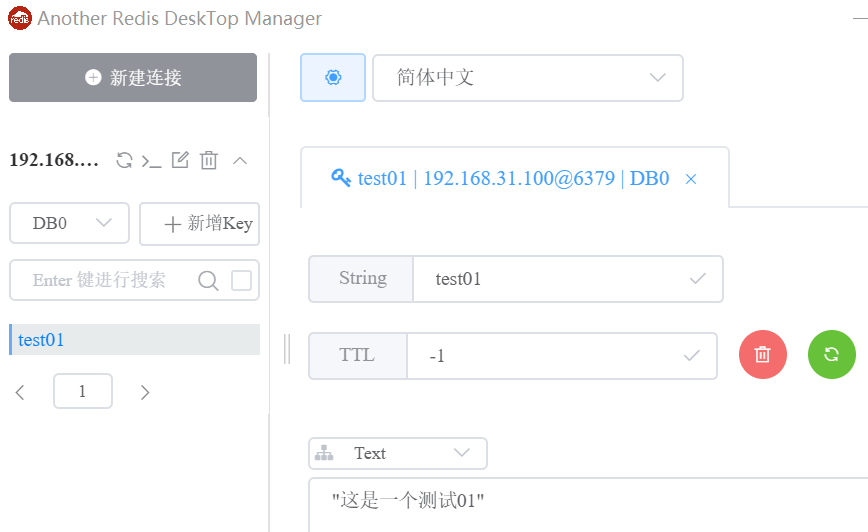 Another Redis DeskTop Manager
新建连接
简体中文
192.168....
test01 | 192.168.31.100@6379 | DB0
DB0
新增Key
Enter 键进行搜索
String
test01
test01
TTL
-1
1
Text
"这是一个测试01"